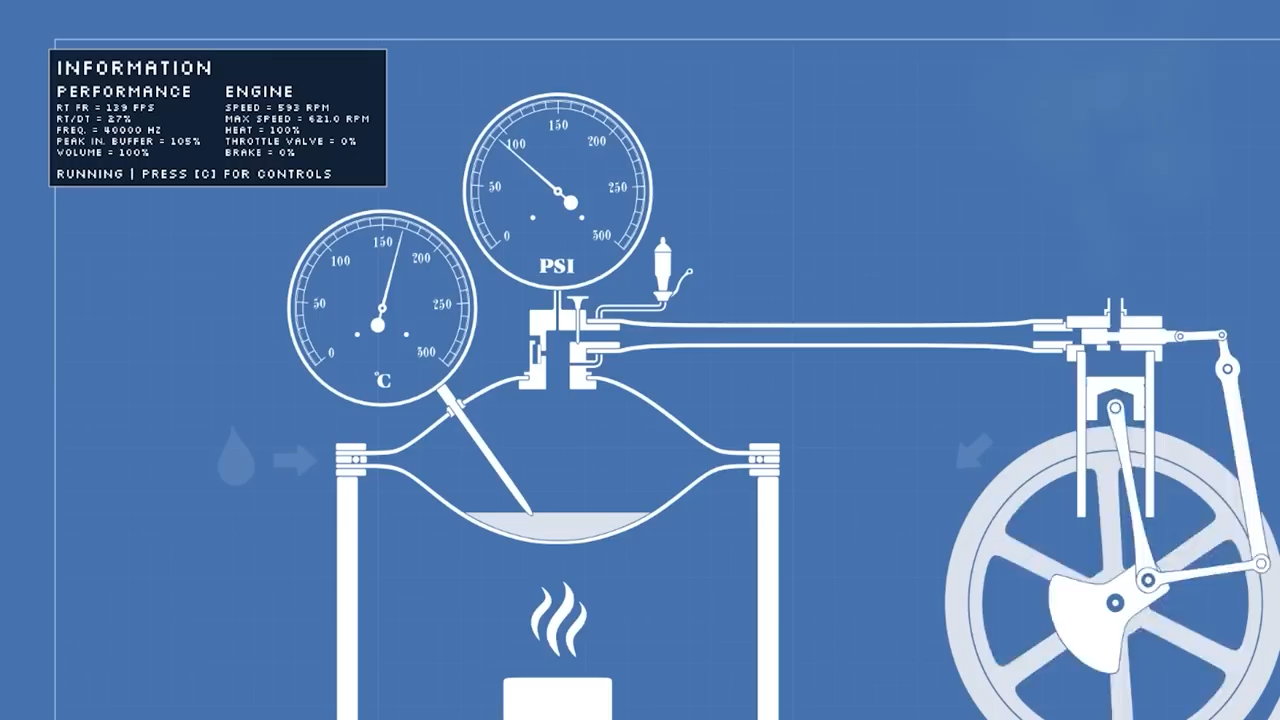 INFORMATION
PERFORMANCE
RT FR = 139 FPS
RT/DT = 27%
FREQ. = 40000 HZ
PEAK IN. BUFFER = 105%
VOLUME = 100%
ENGINE
SPEED = 593 RPM
MAX SPEED = 621.0 RPM
HEAT = 100%
THROTTLE VALVE = 0%
BRAKE = 0%
RUNNING | PRESS [C] FOR CONTROLS
0
50
100
150
200
250
300
PSI
0
50
100
150
200
250
300
°C